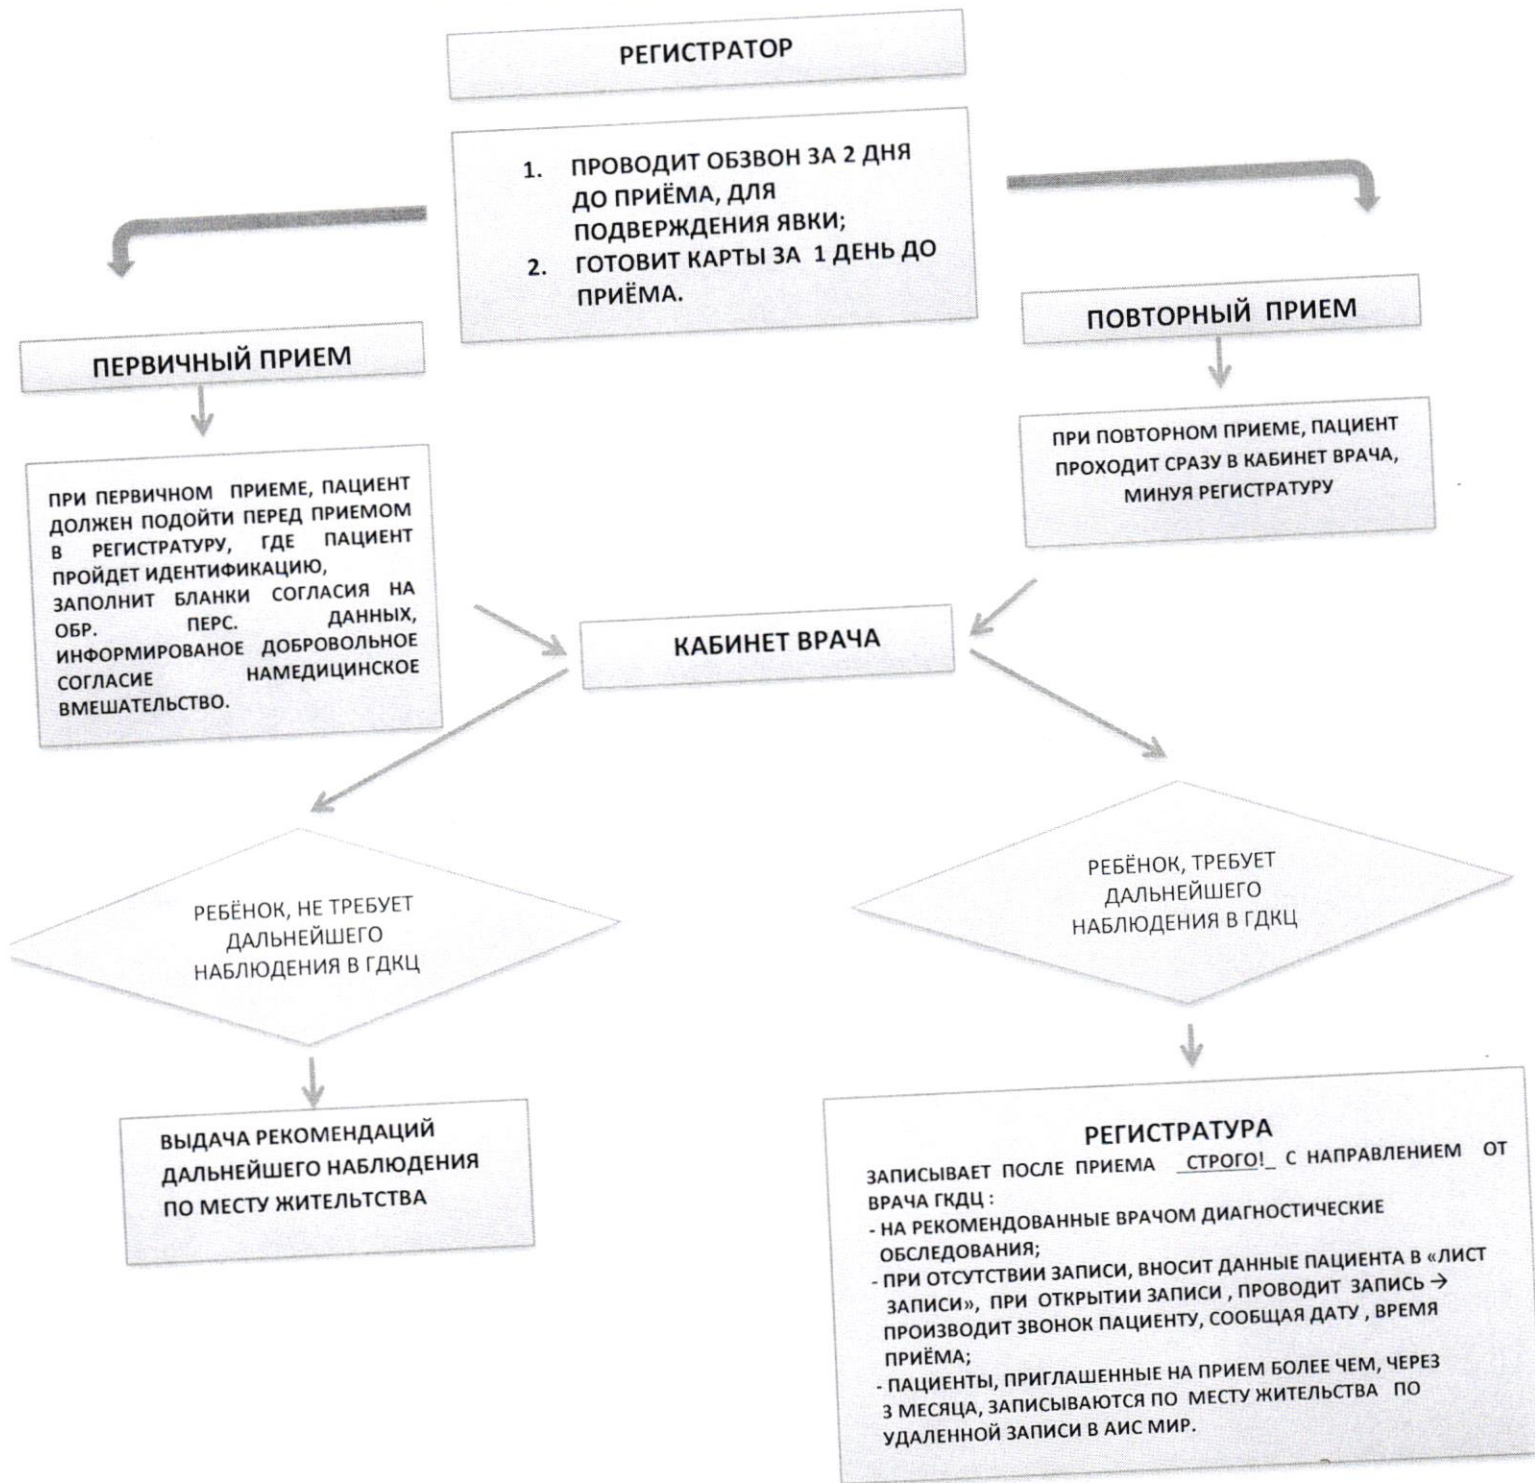 РЕГИСТРАТОР
1. ПРОВОДИТ ОБЗВОН ЗА 2 ДНЯ
ДО ПРИЁМА, ДЛЯ
ПОДВЕРЖДЕНИЯ ЯВКИ;
2. ГОТОВИТ КАРТЫ ЗА 1 ДЕНЬ ДО
ПРИЁМА.
ПЕРВИЧНЫЙ ПРИЕМ
ПОВТОРНЫЙ ПРИЕМ
ПРИ ПЕРВИЧНОМ ПРИЕМЕ, ПАЦИЕНТ
ДОЛЖЕН ПОДОЙТИ ПЕРЕД ПРИЕМОМ
В РЕГИСТРАТУРУ, ГДЕ ПАЦИЕНТ
ПРОЙДЕТ ИДЕНТИФИКАЦИЮ,
ЗАПОЛНИТ БЛАНКИ СОГЛАСИЯ НА
ОБР. ПЕРС. ДАННЫХ,
ИНФОРМИРОВАНОЕ ДОБРОВОЛЬНОЕ
СОГЛАСИЕ НАМЕДИЦИНСКОЕ
ВМЕШАТЕЛЬСТВО.
ПРИ ПОВТОРНОМ ПРИЕМЕ, ПАЦИЕНТ
ПРОХОДИТ СРАЗУ В КАБИНЕТ ВРАЧА,
МИНУЯ РЕГИСТРАТУРУ
КАБИНЕТ ВРАЧА
РЕБЁНОК, НЕ ТРЕБУЕТ
ДАЛЬНЕЙШЕГО
НАБЛЮДЕНИЯ В ГДКЦ
РЕБЁНОК, ТРЕБУЕТ
ДАЛЬНЕЙШЕГО
НАБЛЮДЕНИЯ В ГДКЦ
ВЫДАЧА РЕКОМЕНДАЦИЙ
ДАЛЬНЕЙШЕГО НАБЛЮДЕНИЯ
ПО МЕСТУ ЖИТЕЛЬТСТВА
РЕГИСТРАТУРА
ЗАПИСЫВАЕТ ПОСЛЕ ПРИЕМА _СТРОГО!_ С НАПРАВЛЕНИЕМ ОТ
ВРАЧА ГКДЦ :
- НА РЕКОМЕНДОВАННЫЕ ВРАЧОМ ДИАГНОСТИЧЕСКИЕ
ОБСЛЕДОВАНИЯ;
- ПРИ ОТСУТСТВИИ ЗАПИСИ, ВНОСИТ ДАННЫЕ ПАЦИЕНТА В «ЛИСТ
ЗАПИСИ», ПРИ ОТКРЫТИИ ЗАПИСИ , ПРОВОДИТ ЗАПИСЬ →
ПРОИЗВОДИТ ЗВОНОК ПАЦИЕНТУ, СООБЩАЯ ДАТУ , ВРЕМЯ
ПРИЁМА;
- ПАЦИЕНТЫ, ПРИГЛАШЕННЫЕ НА ПРИЕМ БОЛЕЕ ЧЕМ, ЧЕРЕЗ
3 МЕСЯЦА, ЗАПИСЫВАЮТСЯ ПО МЕСТУ ЖИТЕЛЬСТВА ПО
УДАЛЕННОЙ ЗАПИСИ В АИС МИР.